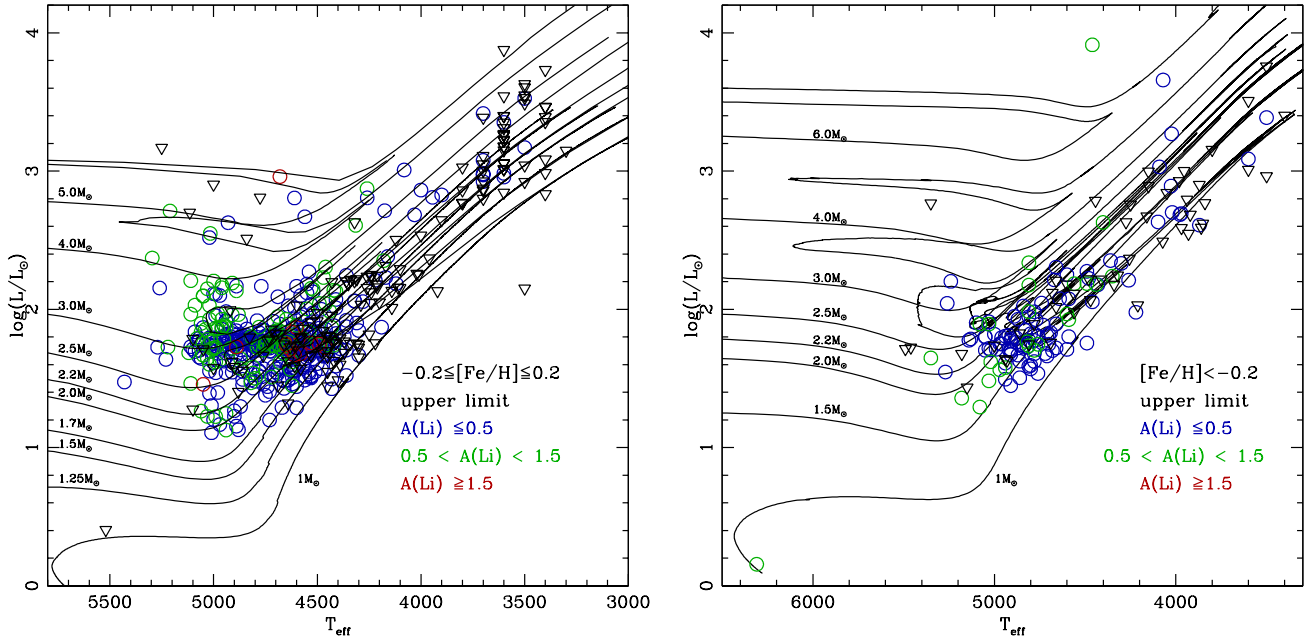 4
3
2
1
0
log(L/L⊙)
5.0M⊙
4.0M⊙
3.0M⊙
2.5M⊙
2.2M⊙
2.0M⊙
1.7M⊙
1.5M⊙
1.25M⊙
1M⊙
−0.2≦[Fe/H]≦0.2
upper limit
A(Li) ≦0.5
0.5 < A(Li) < 1.5
A(Li) ≧1.5
5500 5000 4500 4000 3500 3000
Teff
4
3
2
1
0
log(L/L⊙)
6.0M⊙
4.0M⊙
3.0M⊙
2.5M⊙
2.2M⊙
2.0M⊙
1.5M⊙
1M⊙
[Fe/H]<−0.2
upper limit
A(Li) ≦0.5
0.5 < A(Li) < 1.5
A(Li) ≧1.5
6000 5000 4000
Teff